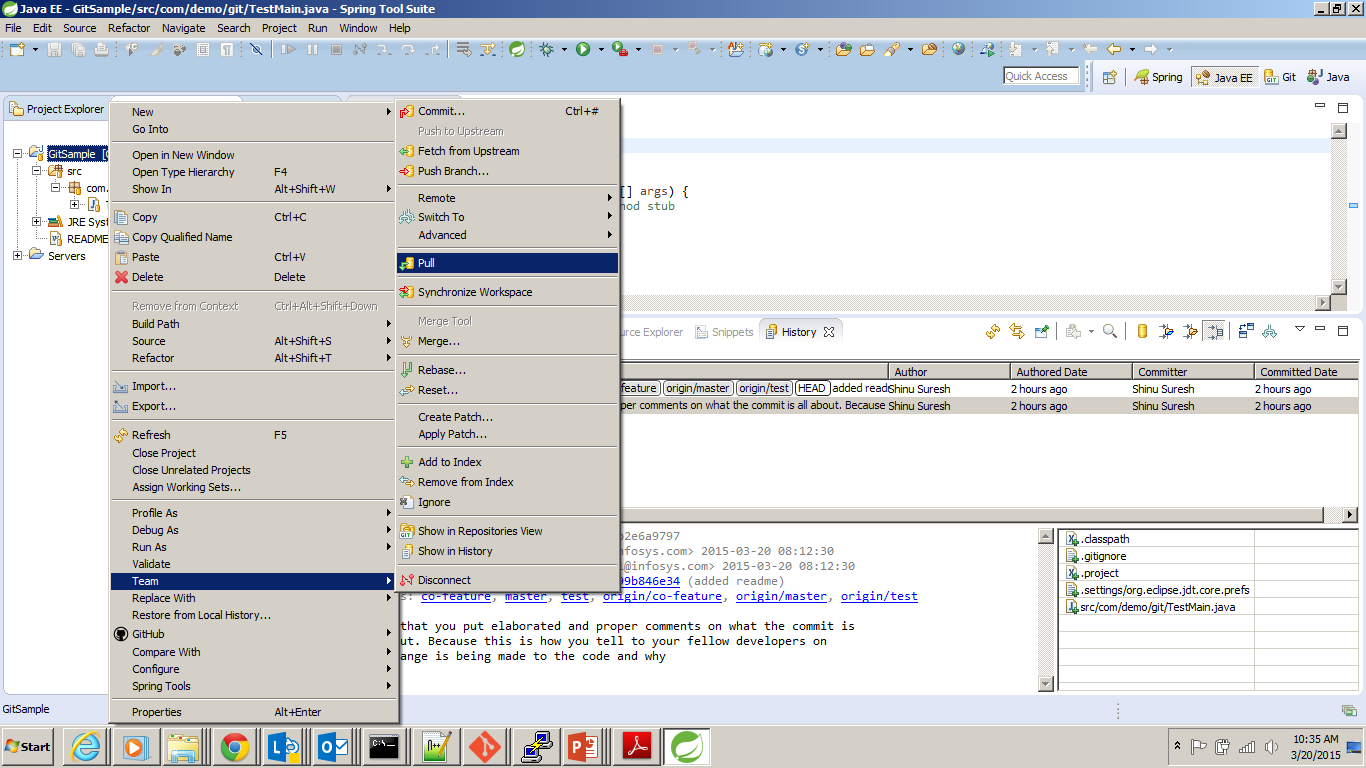 Java EE - GitSample/src/com/demo/git/TestMain.java - Spring Tool Suite
File Edit Source Refactor Navigate Search Project Run Window Help
Quick Access
Spring Java EE Git Java
Project Explorer
GitSample
src
com.
JRE Syst
README
Servers
New
Go Into
Open in New Window
Open Type Hierarchy F4
Show In Alt+Shift+W
Copy Ctrl+C
Copy Qualified Name
Paste Ctrl+V
Delete Delete
Remove from Context Ctrl+Alt+Shift+Down
Build Path
Source Alt+Shift+S
Refactor Alt+Shift+T
Import...
Export...
Refresh F5
Close Project
Close Unrelated Projects
Assign Working Sets...
Profile As
Debug As
Run As
Validate
Team
Replace With
Restore from Local History...
GitHub
Compare With
Configure
Spring Tools
Properties Alt+Enter
Commit... Ctrl+#
Push to Upstream
Fetch from Upstream
Push Branch...
Remote
Switch To
Advanced
Pull
Synchronize Workspace
Merge Tool
Merge...
Rebase...
Reset...
Create Patch...
Apply Patch...
Add to Index
Remove from Index
Ignore
Show in Repositories View
Show in History
Disconnect
[] args) {
hod stub
urce Explorer Snippets History
Author Authored Date Committer Committed Date
feature origin/master origin/test HEAD added read Shinu Suresh 2 hours ago Shinu Suresh 2 hours ago
per comments on what the commit is all about. Because Shinu Suresh 2 hours ago Shinu Suresh 2 hours ago
b2e6a9797
infosys.com> 2015-03-20 08:12:30
i@infosys.com> 2015-03-20 08:12:30
99b846e34 (added readme)
s: co-feature, master, test, origin/co-feature, origin/master, origin/test
that you put elaborated and proper comments on what the commit is
ut. Because this is how you tell to your fellow developers on
ange is being made to the code and why
.classpath
.gitignore
.project
.settings/org.eclipse.jdt.core.prefs
src/com/demo/git/TestMain.java
GitSample
Start
10:35 AM
3/20/2015